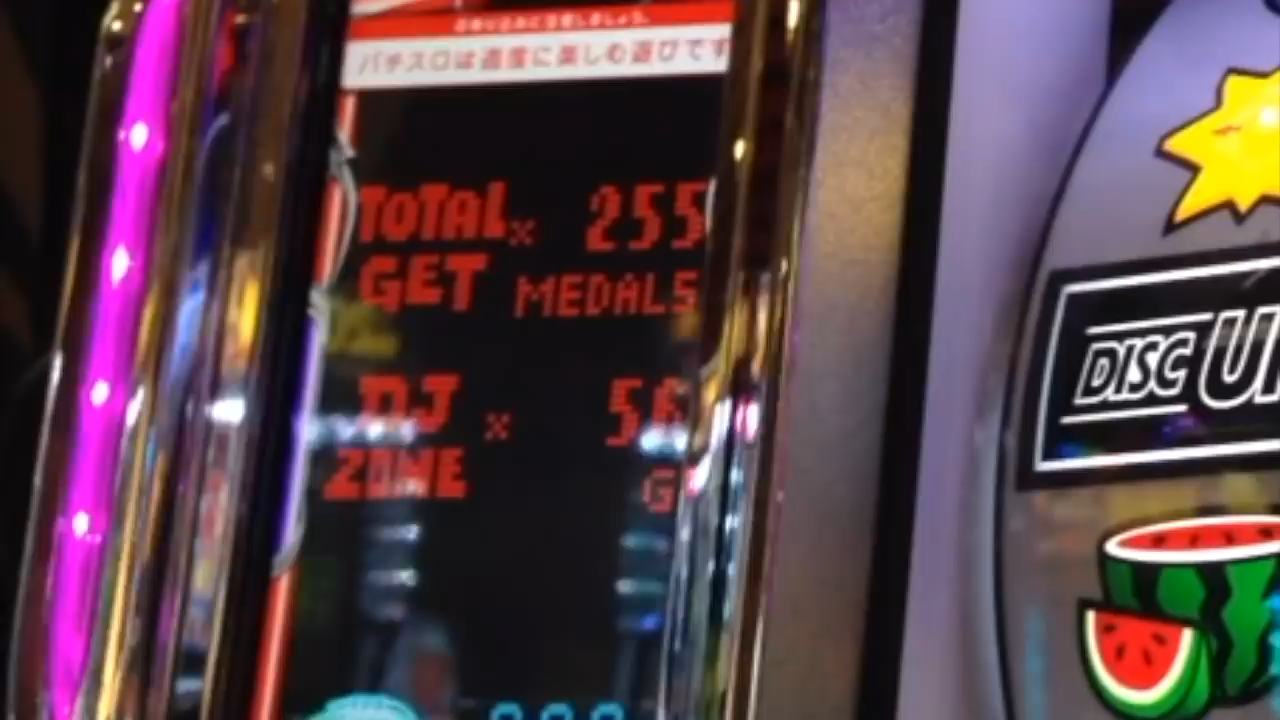 パチスロは適度に楽しむ遊びです
TOTAL × 255
GET MEDALS
DJ × 56
ZONE G
DISC